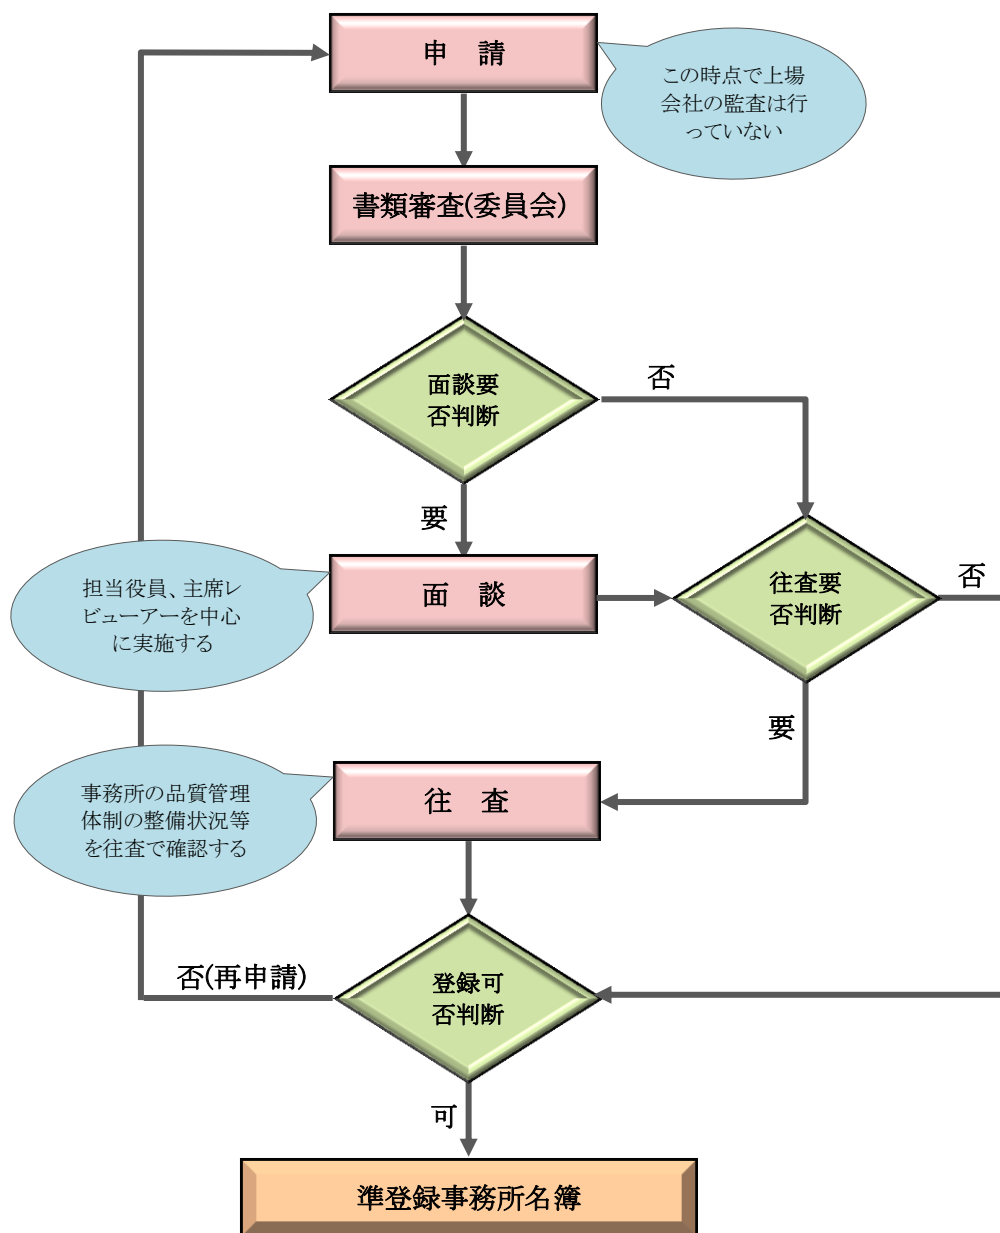 申　請
この時点で上場
会社の監査は行
っていない
書類審査(委員会)
面談要
否判断
否
要
担当役員、主席レ
ビューアーを中心
に実施する
面　談
往査要
否判断
否
要
事務所の品質管理
体制の整備状況等
を往査で確認する
往　査
否(再申請)
登録可
否判断
可
準登録事務所名簿